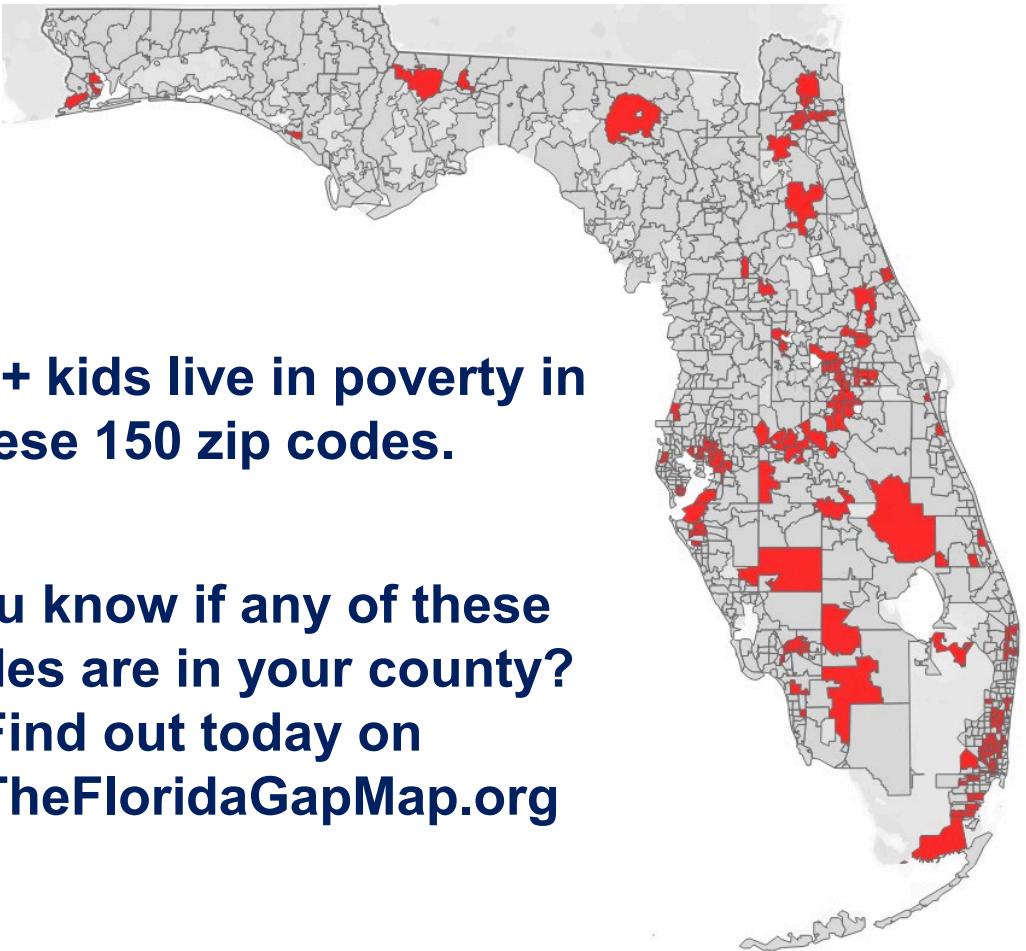 + kids live in poverty in
ese 150 zip codes.
u know if any of these
les are in your county?
Find out today on
TheFloridaGapMap.org